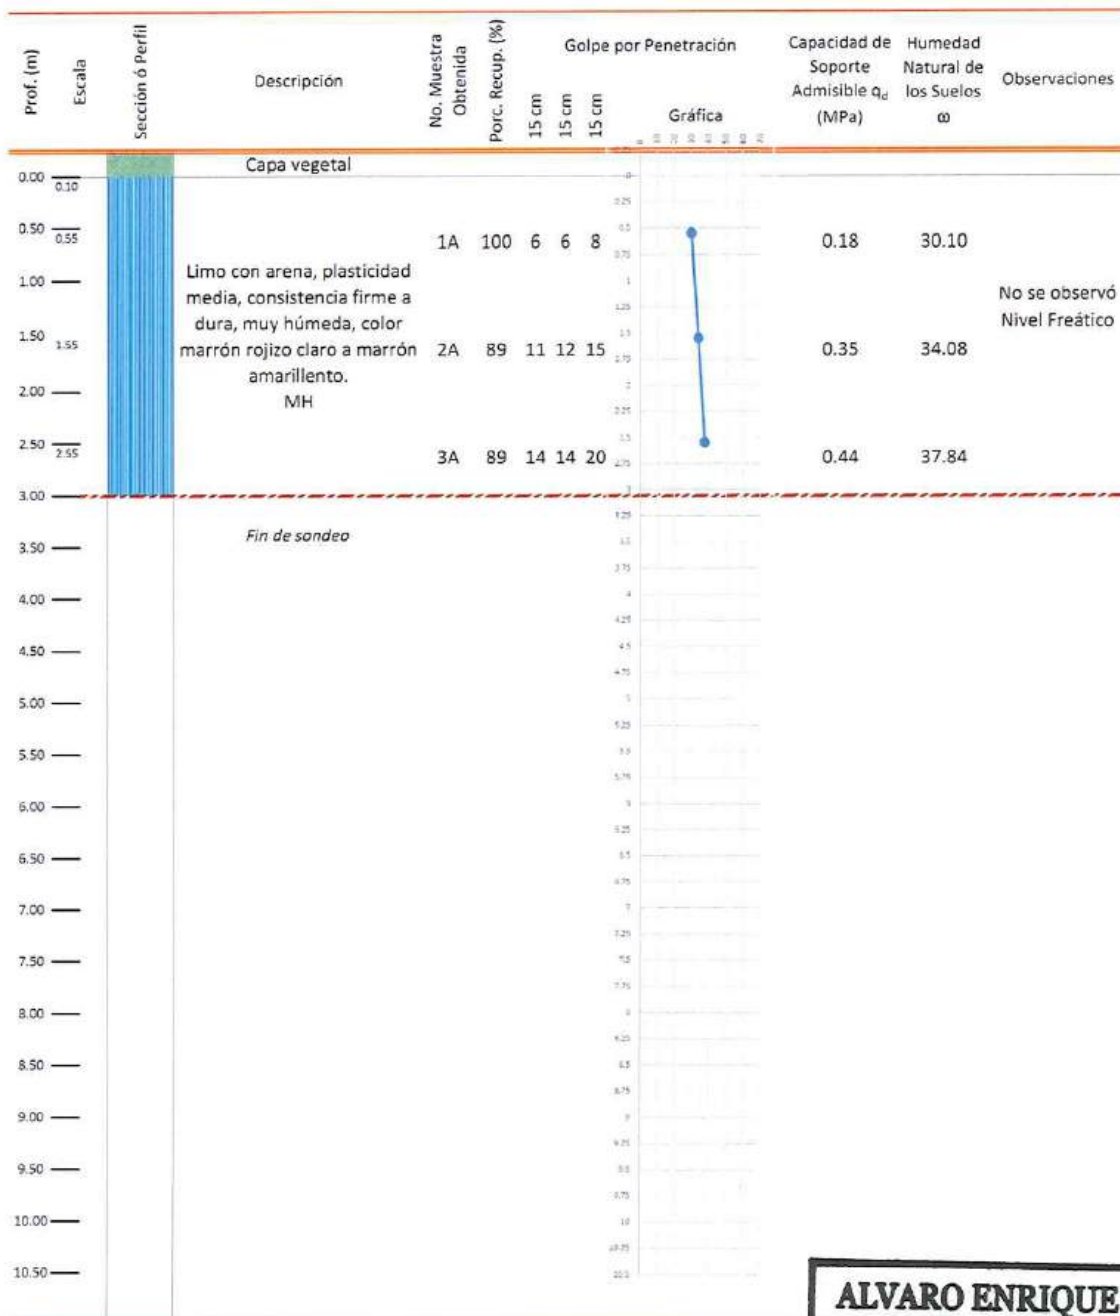 Prof. (m)
Escala
Sección ó Perfil
Descripción
No. Muestra
Obtenida
Porc. Recup. (%)
Golpe por Penetración
15 cm
15 cm
15 cm
Gráfica
Capacidad de
Soporte
Admisible qd
(MPa)
Humedad
Natural de
los Suelos
ω
Observaciones
Capa vegetal
0.00
0.10
0.50
0.55
1A 100 6 6 8 0.18 30.10
1.00
Limo con arena, plasticidad
media, consistencia firme a
dura, muy húmeda, color
marrón rojizo claro a marrón
amarillento.
MH
No se observó
Nivel Freático
1.50
1.55
2A 89 11 12 15 0.35 34.08
2.00
2.50
2.55
3A 89 14 14 20 0.44 37.84
3.00
Fin de sondeo
3.50
4.00
4.50
5.00
5.50
6.00
6.50
7.00
7.50
8.00
8.50
9.00
9.50
10.00
10.50
ALVARO ENRIQUE